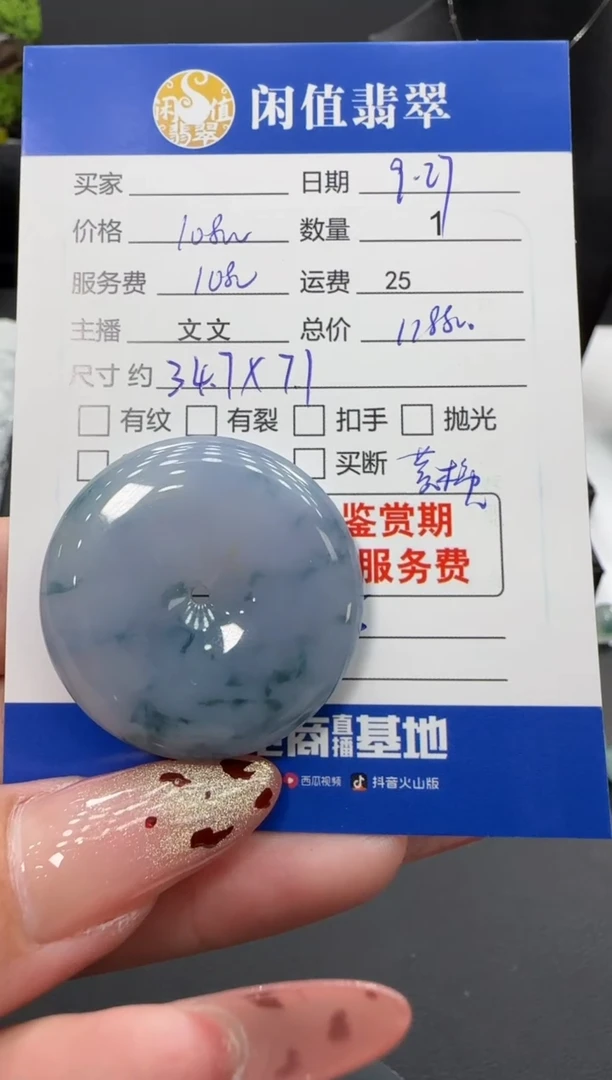 闲值翡翠
闲值翡翠
买家 日期 9.27
价格 数量 1
服务费 运费 25
主播 文文 总价
尺寸 约 34.7X7.1
有纹 有裂 扣手 抛光
买断
鉴赏期
服务费
商直播基地
西瓜视频 抖音火山版